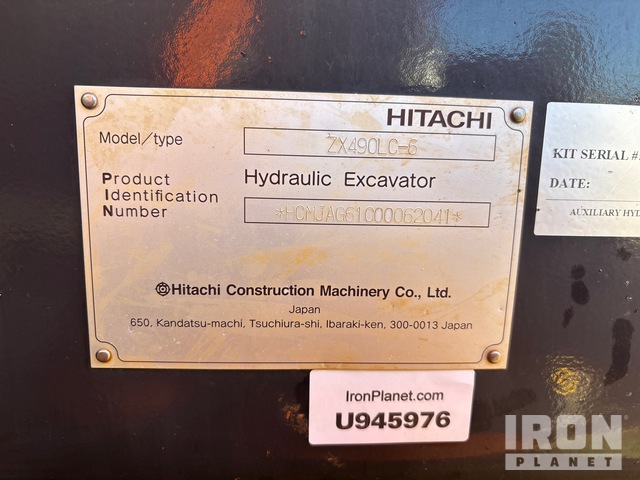 HITACHI
Model/type ZX490LC-6
Product Hydraulic Excavator
Identification
Number *HCMJAG61C00062041*
Hitachi Construction Machinery Co., Ltd.
Japan
650, Kandatsu-machi, Tsuchiura-shi, Ibaraki-ken, 300-0013 Japan
KIT SERIAL #
DATE:
AUXILIARY HYD
IronPlanet.com
U945976
IRON
PLANET